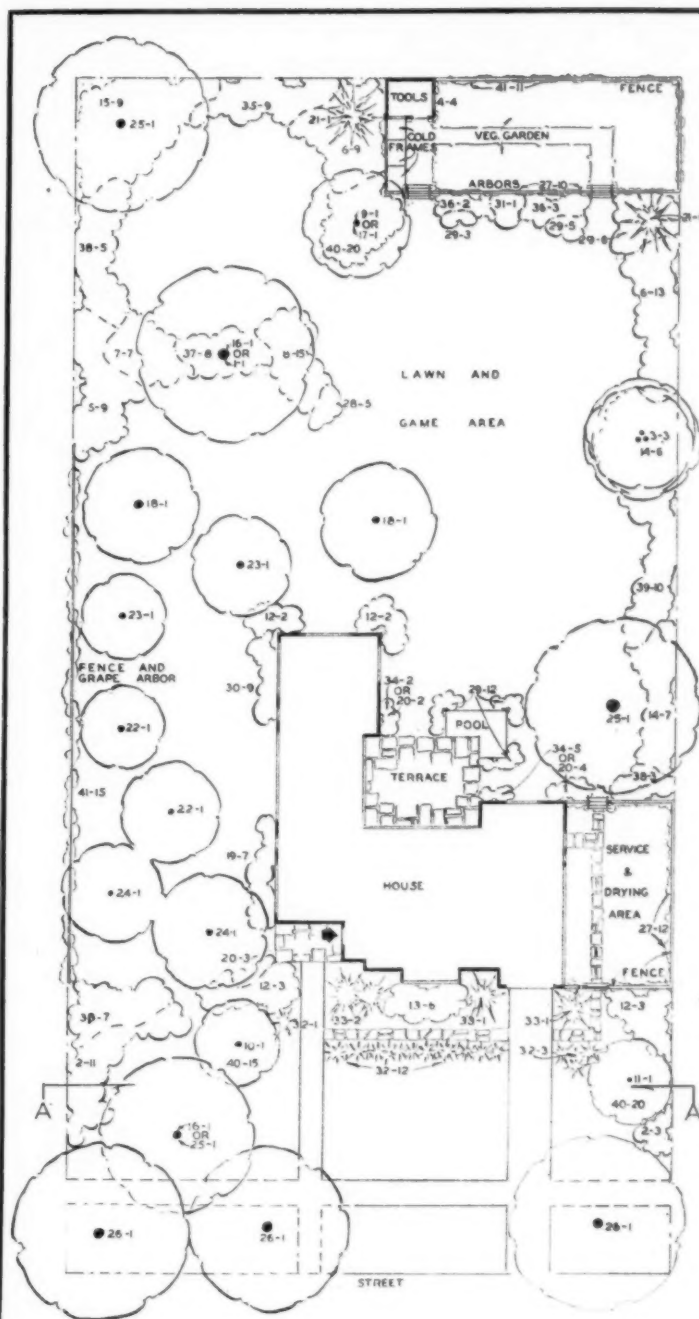 TOOLS
4-4
41-11
FENCE
15-9
25-1
35-9
21-1
6-9
COLD
FRAMES
VEG. GARDEN
ARBORS
27-10
36-2
29-3
31-1
36-3
29-5
9-1
OR
17-1
40-20
38-5
6-13
7-7
37-8
16-1
OR
8-15
28-5
5-9
LAWN AND
GAME AREA
3-3
14-6
18-1
18-1
23-1
23-1
12-2
12-2
39-10
FENCE AND
GRAPE ARBOR
30-9
34-2
OR
20-2
POOL
TERRACE
34-5
OR
20-4
25-1
14-7
22-1
22-1
41-15
19-7
HOUSE
SERVICE
&
DRYING
AREA
27-12
FENCE
24-1
24-1
20-3
12-3
32-1
33-2
13-6
33-1
33-1
32-3
12-3
32-12
2-11
10-1
40-15
11-1
40-20
2-3
A
A
16-1
OR
25-1
26-1
26-1
26-1
STREET